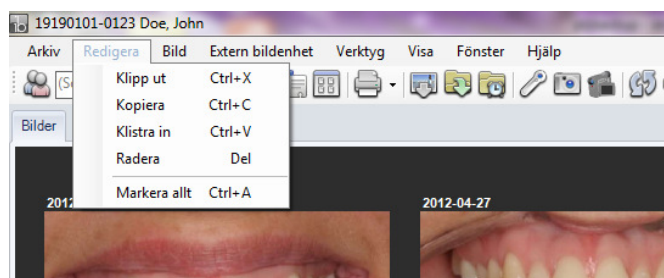 19190101-0123 Doe, John
Arkiv Redigera Bild Extern bildenhet Verktyg Visa Fönster Hjälp
Klipp ut Ctrl+X
Kopiera Ctrl+C
Klistra in Ctrl+V
Radera Del
Markera allt Ctrl+A
Bilder
2012-04-27